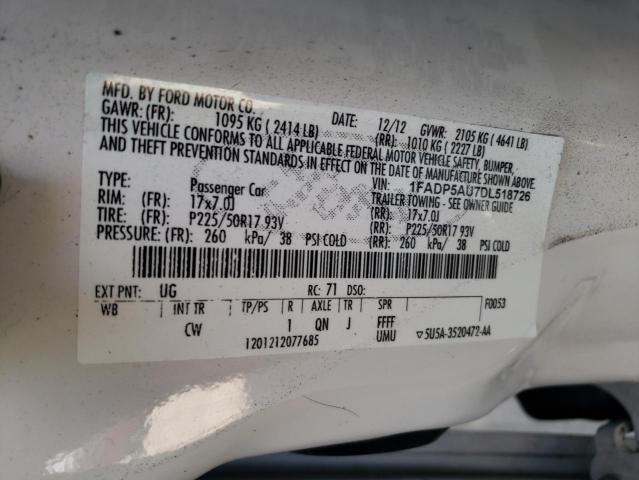 MFD. BY FORD MOTOR CO.
DATE: 12/12 GVWR: 2105 KG ( 4641 LB)
GAWR: (FR): 1095 KG ( 2414 LB) (RR): 1010 KG ( 2227 LB)
THIS VEHICLE CONFORMS TO ALL APPLICABLE FEDERAL MOTOR VEHICLE SAFETY, BUMPER,
AND THEFT PREVENTION STANDARDS IN EFFECT ON THE DATE OF MANUFACTURE SHOWN ABOVE.
VIN: 1FADP5AU7DL518726
TYPE: Passenger Car TRAILER TOWING - SEE OWNERS GUIDE
RIM: (FR): 17x7.0J (RR): 17x7.0J
TIRE: (FR): P225/50R17 93V (RR): P225/50R17 93V
PRESSURE: (FR): 260 kPa/ 38 PSI COLD (RR): 260 kPa/ 38 PSI COLD
EXT PNT: UG RC: 71 DSO: F0053
WB INT TR TP/PS R AXLE TR SPR
CW 1 QN J FFFF
UMU
1201212077685
▽5U5A-3520472-AA